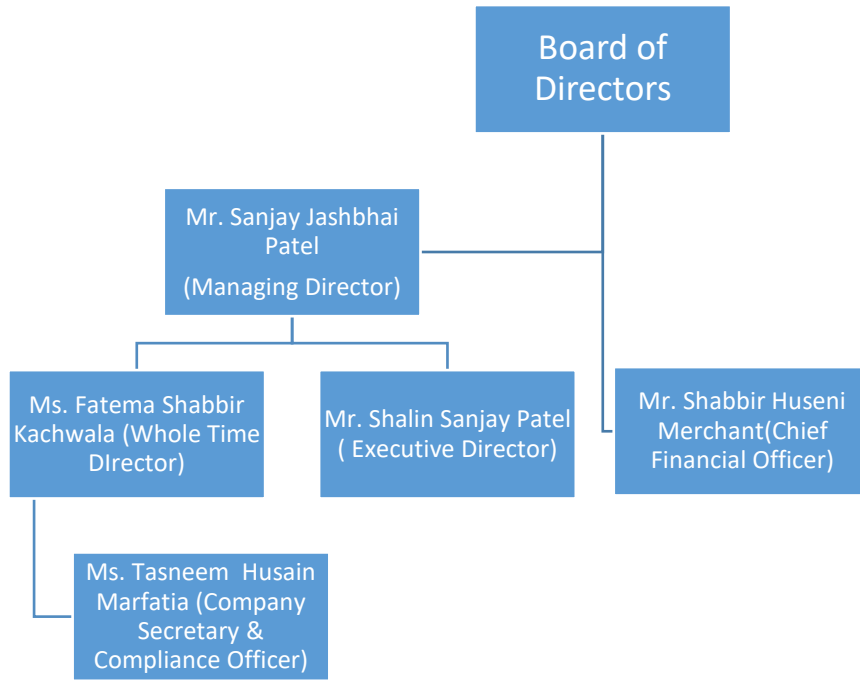 Board of
Directors
Mr. Sanjay Jashbhai
Patel
(Managing Director)
Ms. Fatema Shabbir
Kachwala (Whole Time
DIrector)
Mr. Shalin Sanjay Patel
( Executive Director)
Mr. Shabbir Huseni
Merchant(Chief
Financial Officer)
Ms. Tasneem  Husain
Marfatia (Company
Secretary &
Compliance Officer)